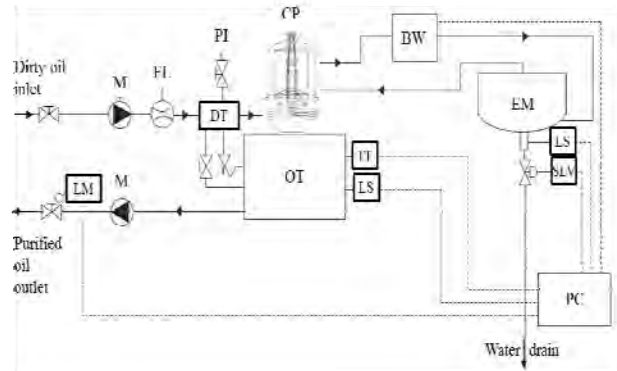 CP
PI
BW
Dirty oil
inlet
M
FL
EM
DT
LS
OT
LS
SLV
LM
M
Purified
oil
outlet
PC
Water drain